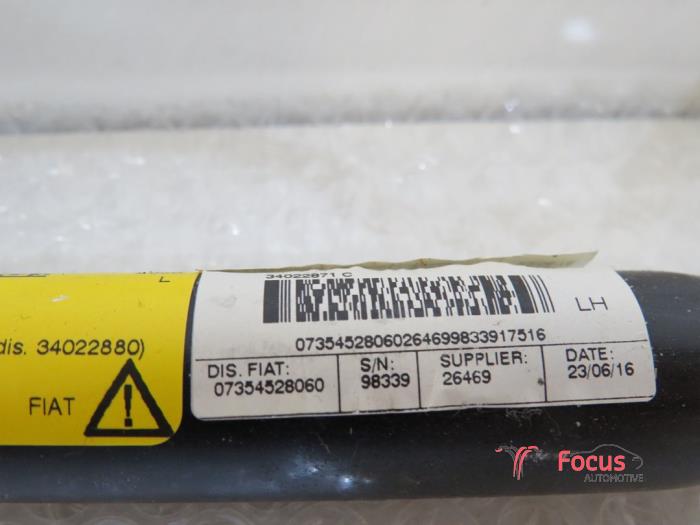 L
dis. 34022880)
FIAT
34022871 C
LH
07354528060264699833917516
DIS. FIAT:
07354528060
S/N:
98339
SUPPLIER:
26469
DATE:
23/06/16
Focus
AUTOMOTIVE